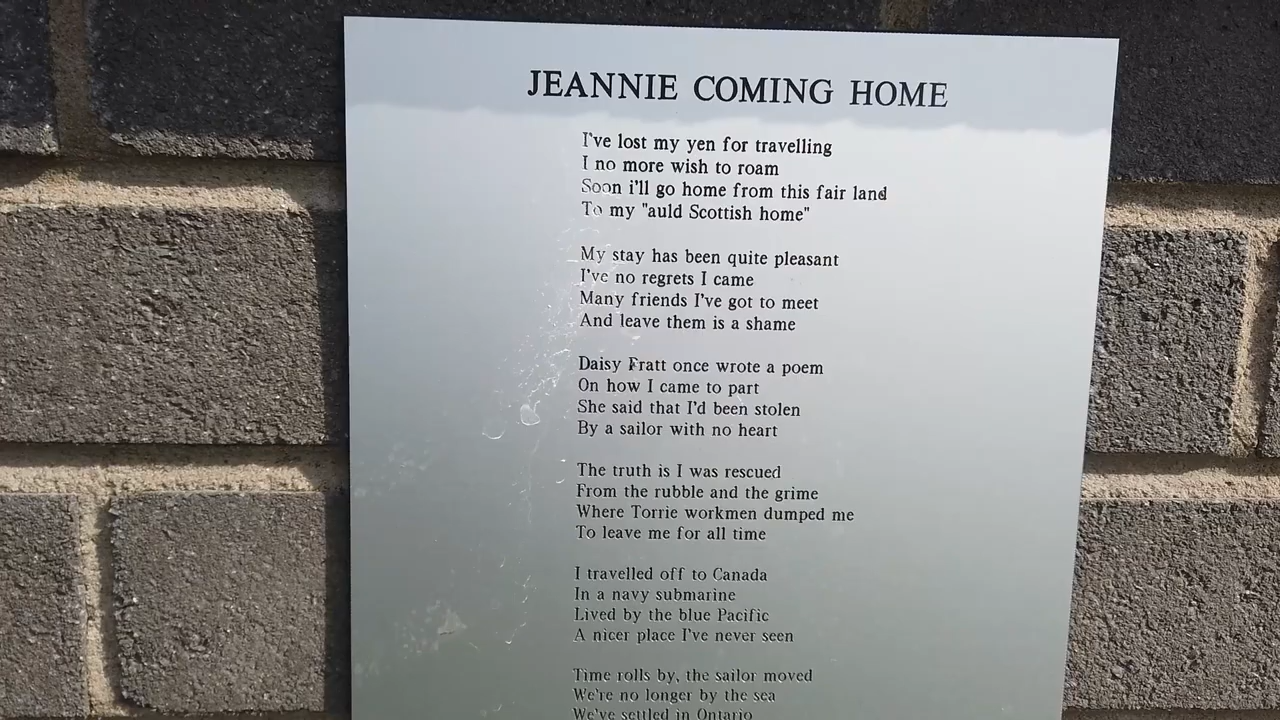 JEANNIE COMING HOME
I've lost my yen for travelling
I no more wish to roam
Soon i'll go home from this fair land
To my "auld Scottish home"
My stay has been quite pleasant
I've no regrets I came
Many friends I've got to meet
And leave them is a shame
Daisy Fratt once wrote a poem
On how I came to part
She said that I'd been stolen
By a sailor with no heart
The truth is I was rescued
From the rubble and the grime
Where Torrie workmen dumped me
To leave me for all time
I travelled off to Canada
In a navy submarine
Lived by the blue Pacific
A nicer place I've never seen
Time rolls by, the sailor moved
We're no longer by the sea
We've settled in Ontario